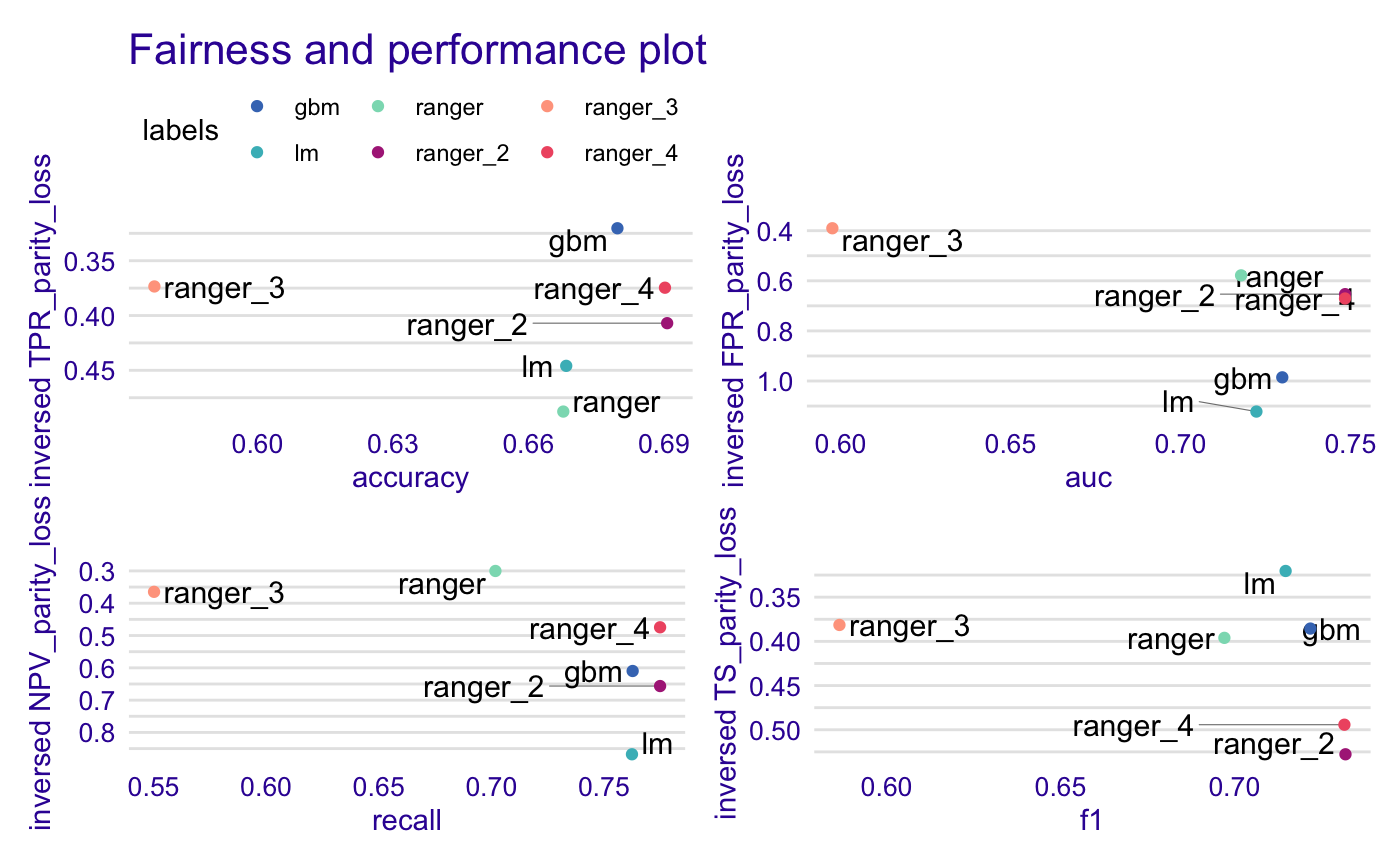 Fairness and performance plot
labels
gbm
ranger
ranger_3
lm
ranger_2
ranger_4
inversed TPR_parity_loss
0.35
0.40
0.45
gbm
ranger_3
ranger_4
ranger_2
lm
ranger
0.60
0.63
0.66
0.69
accuracy
inversed FPR_parity_loss
0.4
0.6
0.8
1.0
ranger_3
ranger
ranger_2
ranger_4
gbm
lm
0.60
0.65
0.70
0.75
auc
inversed NPV_parity_loss
0.3
0.4
0.5
0.6
0.7
0.8
ranger
ranger_3
ranger_4
gbm
ranger_2
lm
0.55
0.60
0.65
0.70
0.75
recall
inversed TS_parity_loss
0.35
0.40
0.45
0.50
lm
ranger_3
gbm
ranger
ranger_4
ranger_2
0.60
0.65
0.70
f1